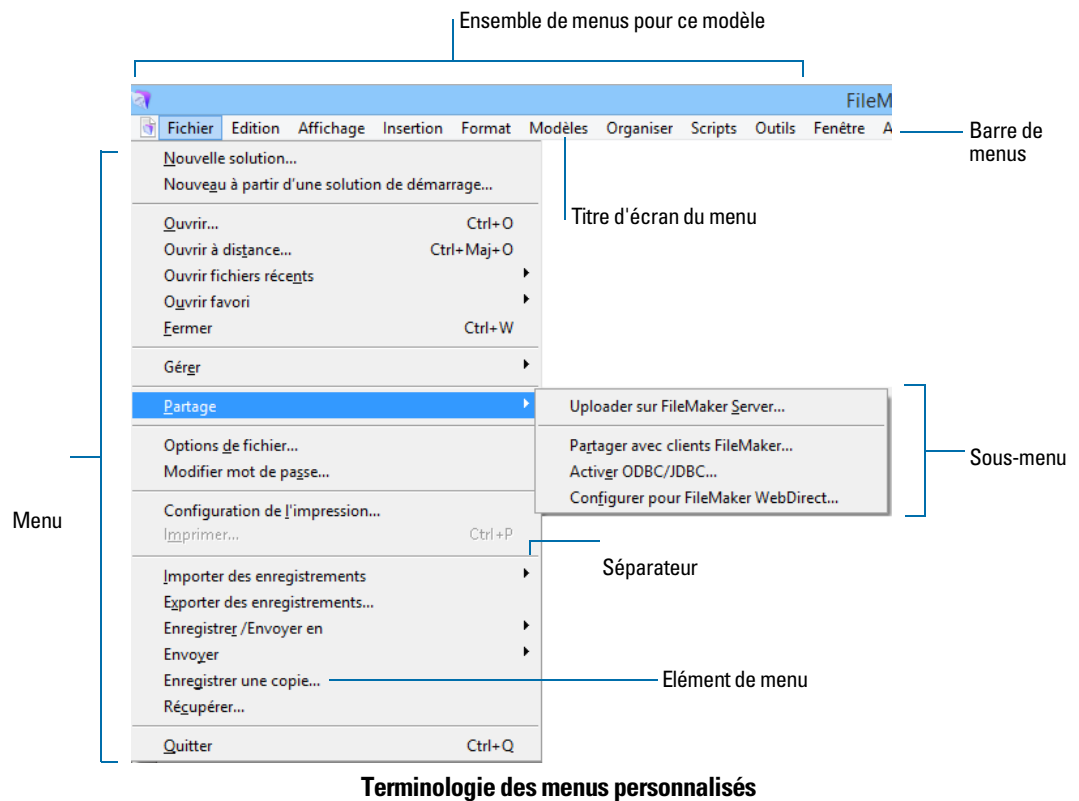 Ensemble de menus pour ce modèle
FileM
Fichier Edition Affichage Insertion Format Modèles Organiser Scripts Outils Fenêtre A
Barre de
menus
Nouvelle solution...
Nouveau à partir d'une solution de démarrage...
Titre d'écran du menu
Ouvrir... Ctrl+O
Ouvrir à distance... Ctrl+Maj+O
Ouvrir fichiers récents
Ouvrir favori
Fermer Ctrl+W
Gérer
Partage
Uploader sur FileMaker Server...
Partager avec clients FileMaker...
Activer ODBC/JDBC...
Configurer pour FileMaker WebDirect...
Sous-menu
Options de fichier...
Modifier mot de passe...
Menu
Configuration de l'impression...
Imprimer... Ctrl+P
Séparateur
Importer des enregistrements
Exporter des enregistrements...
Enregistrer /Envoyer en
Envoyer
Enregistrer une copie...
Elément de menu
Récupérer...
Quitter Ctrl+Q
Terminologie des menus personnalisés